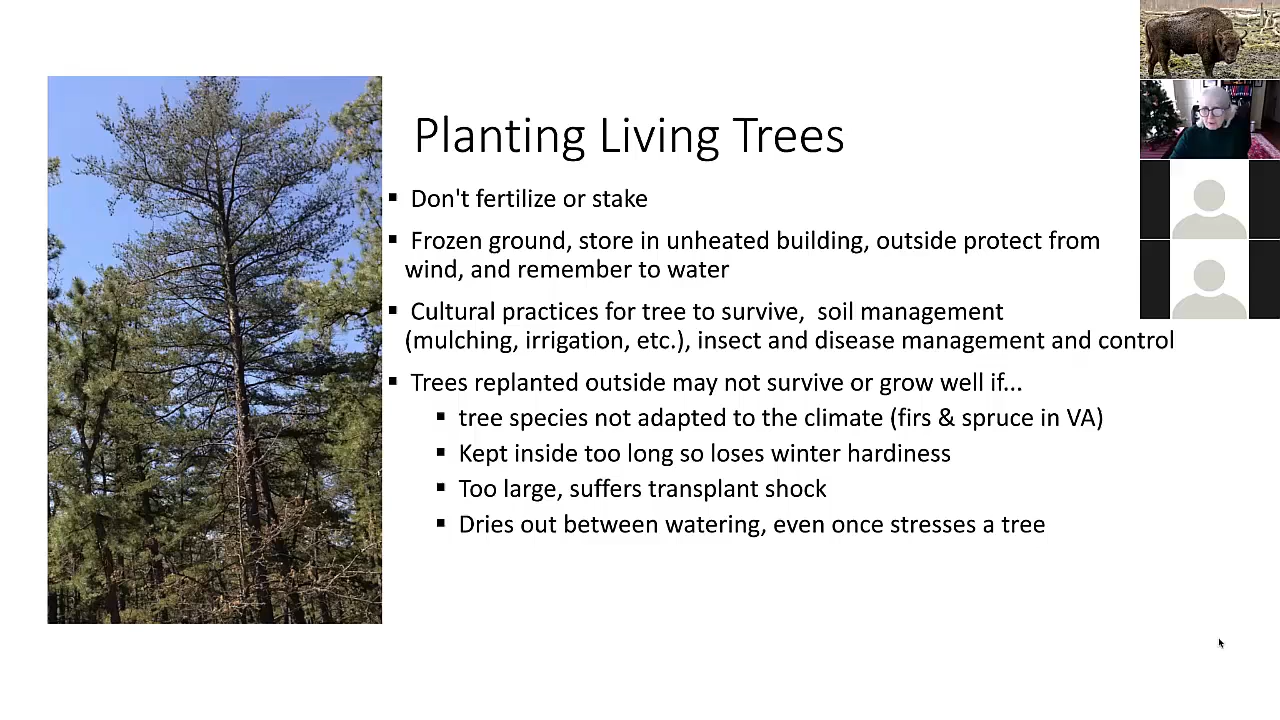 Planting Living Trees
▪ Don't fertilize or stake
▪ Frozen ground, store in unheated building, outside protect from
wind, and remember to water
▪ Cultural practices for tree to survive,  soil management
(mulching, irrigation, etc.), insect and disease management and control
▪ Trees replanted outside may not survive or grow well if...
▪ tree species not adapted to the climate (firs & spruce in VA)
▪ Kept inside too long so loses winter hardiness
▪ Too large, suffers transplant shock
▪ Dries out between watering, even once stresses a tree